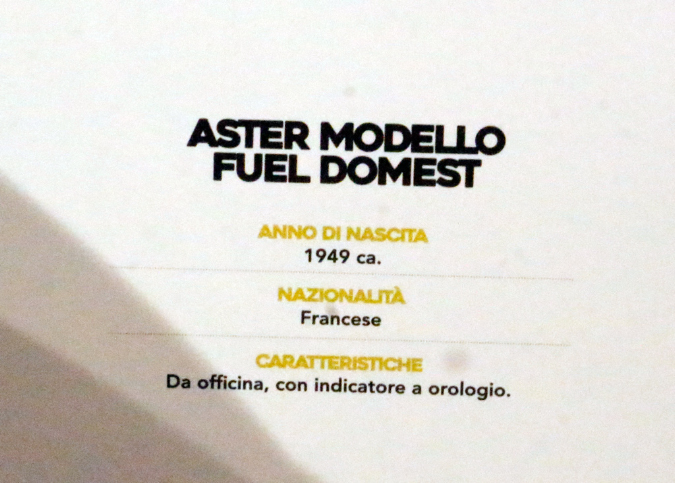 ASTER MODELLO
FUEL DOMEST
ANNO DI NASCITA
1949 ca.
NAZIONALITÀ
Francese
CARATTERISTICHE
Da officina, con indicatore a orologio.